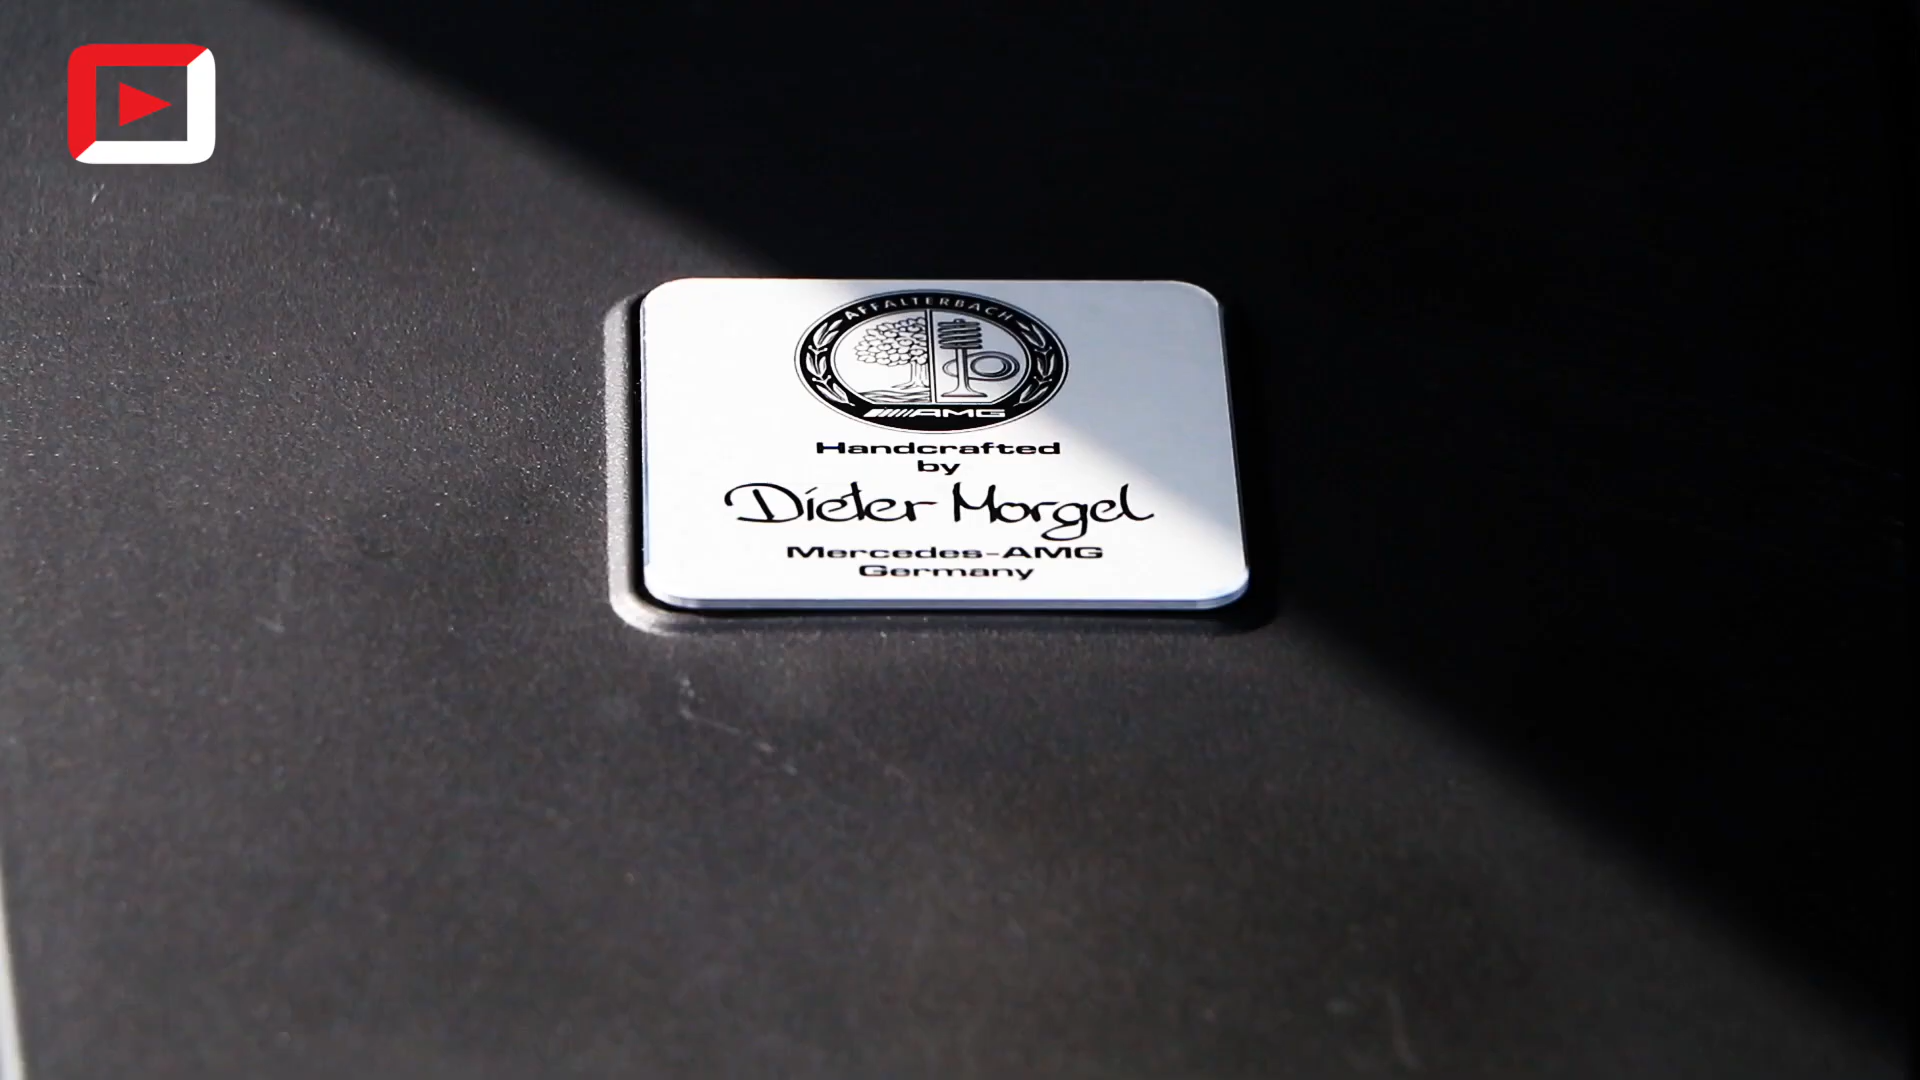 AFFALTERBACH
AMG
Handcrafted
by
Dieter Morgel
Mercedes-AMG
Germany